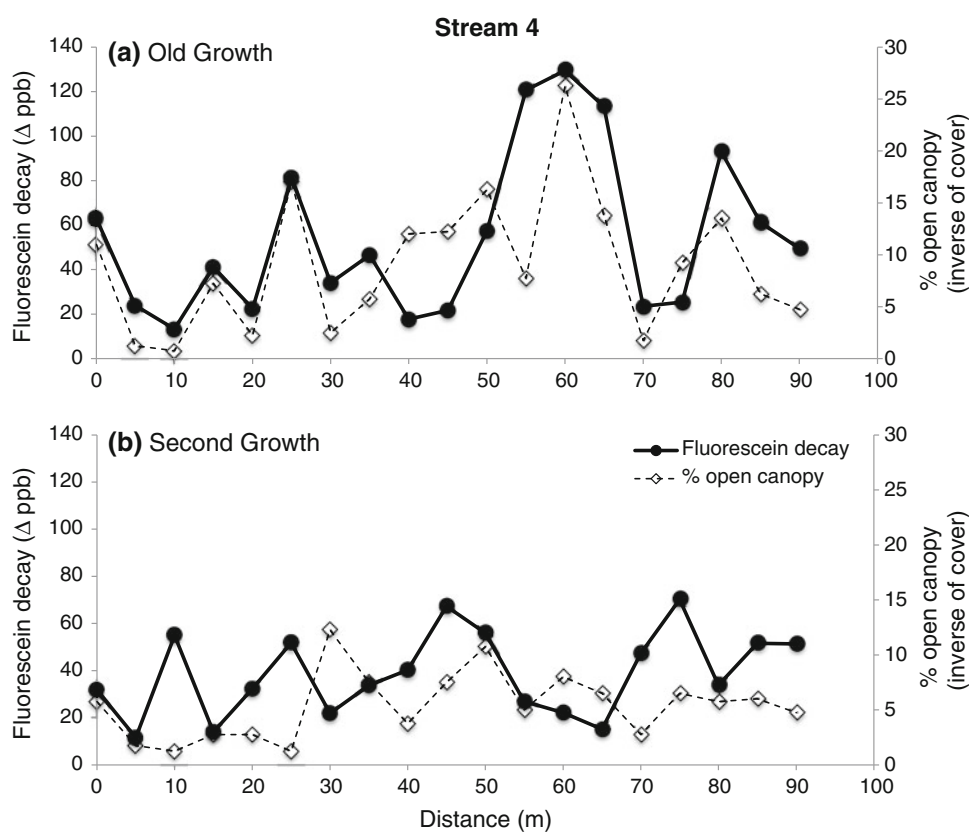 Stream 4
(a) Old Growth
140
120
100
80
60
40
20
0
Fluorescein decay (Δ ppb)
30
25
20
15
10
5
0
% open canopy
(inverse of cover)
0 10 20 30 40 50 60 70 80 90 100
(b) Second Growth
Fluorescein decay
% open canopy
140
120
100
80
60
40
20
0
Fluorescein decay (Δ ppb)
30
25
20
15
10
5
0
% open canopy
(inverse of cover)
0 10 20 30 40 50 60 70 80 90 100
Distance (m)